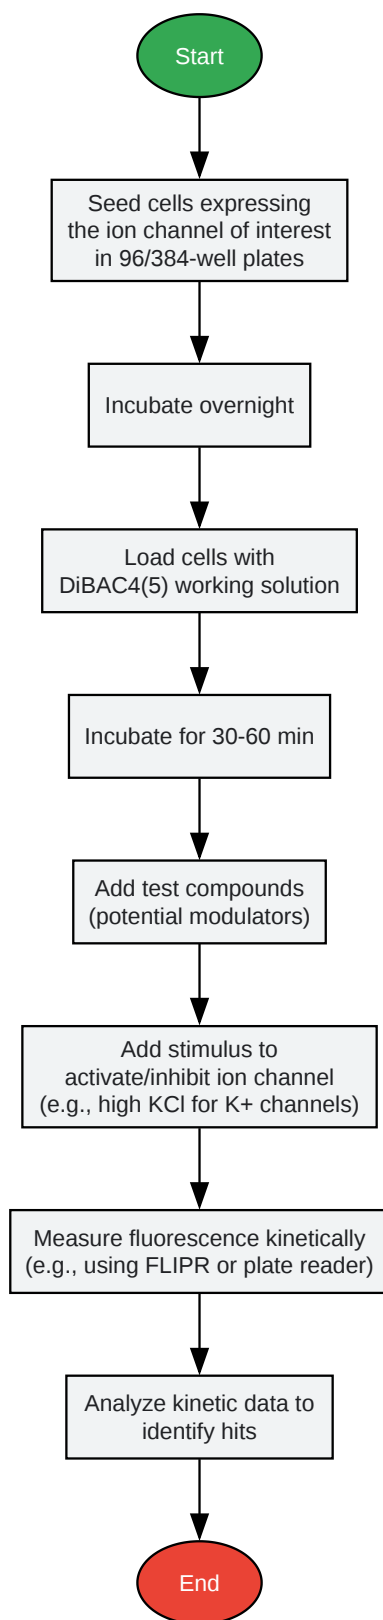 Start
Seed cells expressing
the ion channel of interest
in 96/384-well plates
Incubate overnight
Load cells with
DiBAC4(5) working solution
Incubate for 30-60 min
Add test compounds
(potential modulators)
Add stimulus to
activate/inhibit ion channel
(e.g., high KCl for K+ channels)
Measure fluorescence kinetically
(e.g., using FLIPR or plate reader)
Analyze kinetic data to
identify hits
End